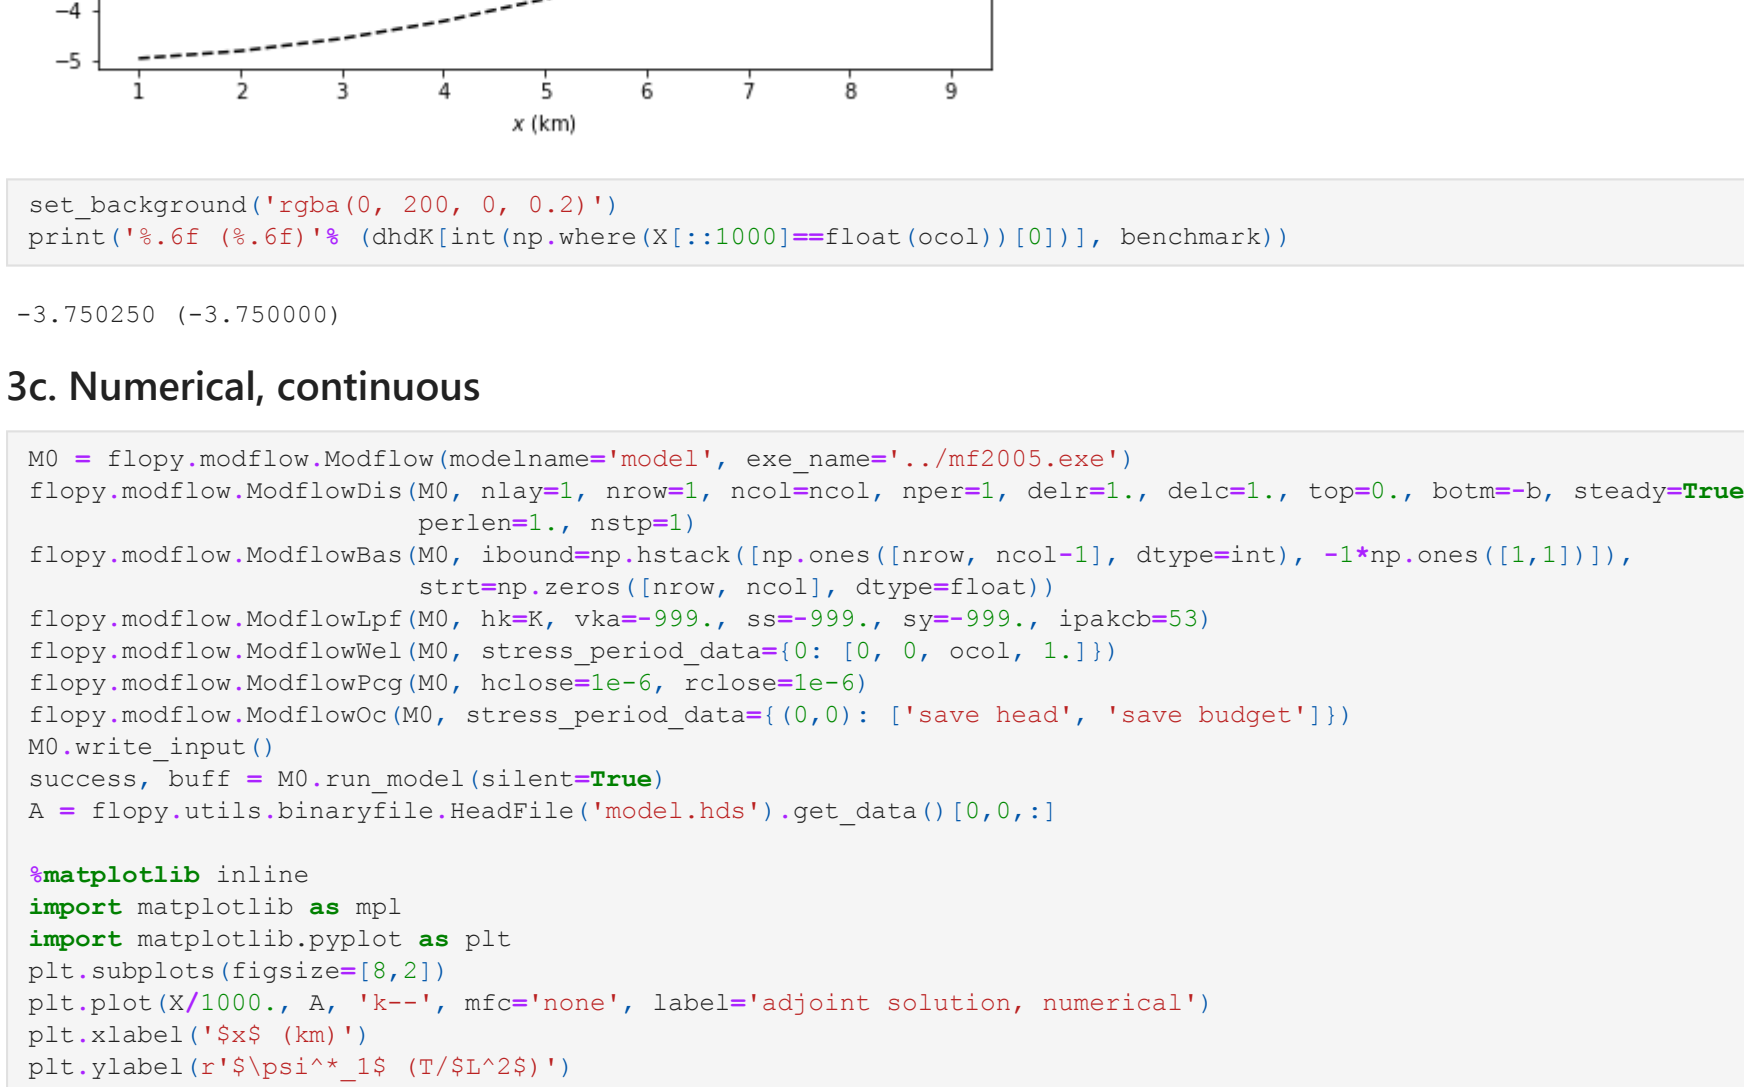 −4
−5
1 2 3 4 5 6 7 8 9
x (km)
set_background('rgba(0, 200, 0, 0.2)')
print('%.6f (%.6f)'% (dhdK[int(np.where(X[::1000]==float(ocol))[0])], benchmark))
-3.750250 (-3.750000)
3c. Numerical, continuous
M0 = flopy.modflow.Modflow(modelname='model', exe_name='../mf2005.exe')
flopy.modflow.ModflowDis(M0, nlay=1, nrow=1, ncol=ncol, nper=1, delr=1., delc=1., top=0., botm=-b, steady=True
perlen=1., nstp=1)
flopy.modflow.ModflowBas(M0, ibound=np.hstack([np.ones([nrow, ncol-1], dtype=int), -1*np.ones([1,1])]),
strt=np.zeros([nrow, ncol], dtype=float))
flopy.modflow.ModflowLpf(M0, hk=K, vka=-999., ss=-999., sy=-999., ipakcb=53)
flopy.modflow.ModflowWel(M0, stress_period_data={0: [0, 0, ocol, 1.]})
flopy.modflow.ModflowPcg(M0, hclose=1e-6, rclose=1e-6)
flopy.modflow.ModflowOc(M0, stress_period_data={(0,0): ['save head', 'save budget']})
M0.write_input()
success, buff = M0.run_model(silent=True)
A = flopy.utils.binaryfile.HeadFile('model.hds').get_data()[0,0,:]
%matplotlib inline
import matplotlib as mpl
import matplotlib.pyplot as plt
plt.subplots(figsize=[8,2])
plt.plot(X/1000., A, 'k--', mfc='none', label='adjoint solution, numerical')
plt.xlabel('$x$ (km)')
plt.ylabel(r'$\psi^*_1$ (T/$L^2$)')